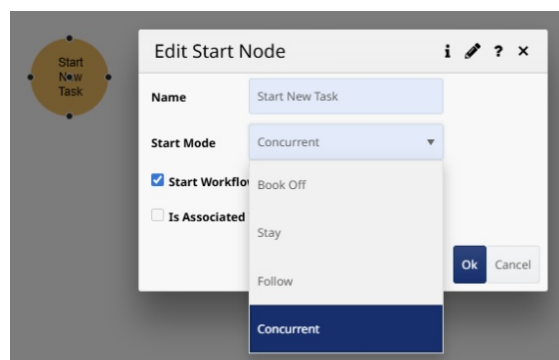 Start
New
Task
Edit Start Node
Name
Start New Task
Start Mode
Concurrent
Start Workflo
Book Off
Is Associated
Stay
Follow
Ok
Cancel
Concurrent